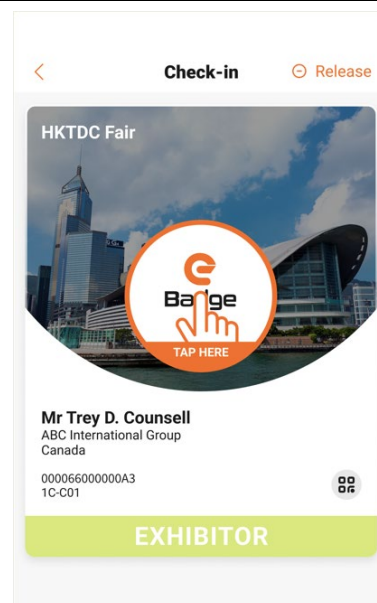 Check-in
Release
HKTDC Fair
Badge
TAP HERE
Mr Trey D. Counsell
ABC International Group
Canada
000066000000A3
1C-C01
EXHIBITOR